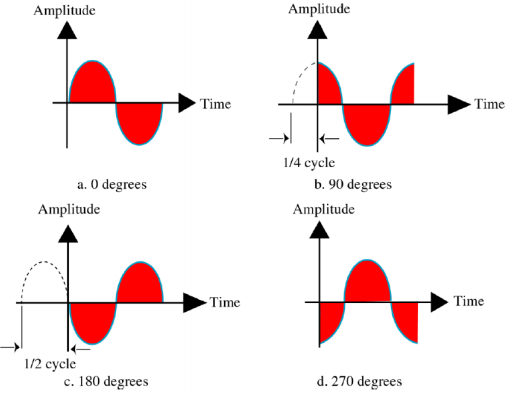 Amplitude
Time
a. 0 degrees
Amplitude
Time
1/4 cycle
b. 90 degrees
Amplitude
Time
1/2 cycle
c. 180 degrees
Amplitude
Time
d. 270 degrees